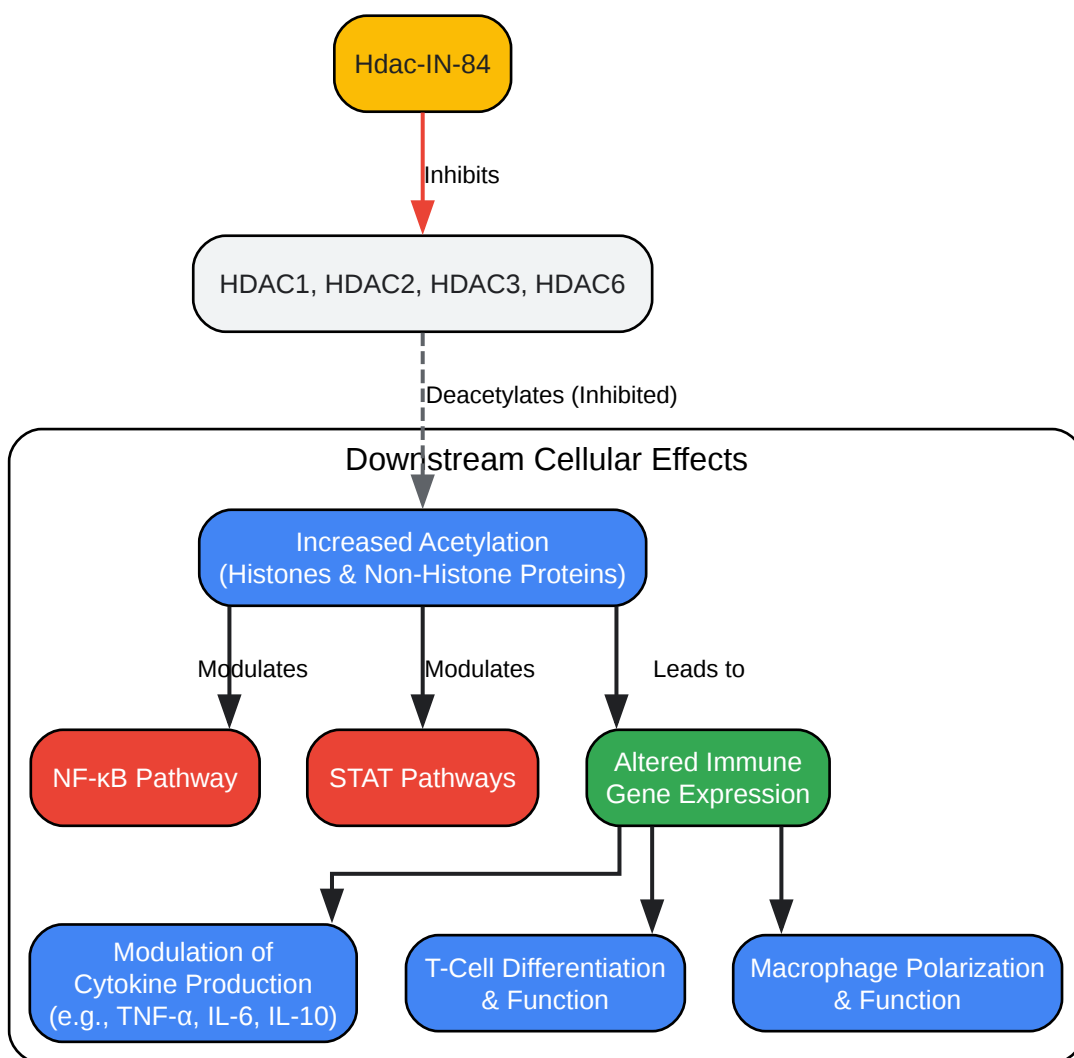 Hdac-IN-84
Inhibits
HDAC1, HDAC2, HDAC3, HDAC6
Deacetylates (Inhibited)
Downstream Cellular Effects
Increased Acetylation
(Histones & Non-Histone Proteins)
Modulates
Modulates
Leads to
NF-κB Pathway
STAT Pathways
Altered Immune
Gene Expression
Modulation of
Cytokine Production
(e.g., TNF-α, IL-6, IL-10)
T-Cell Differentiation
& Function
Macrophage Polarization
& Function